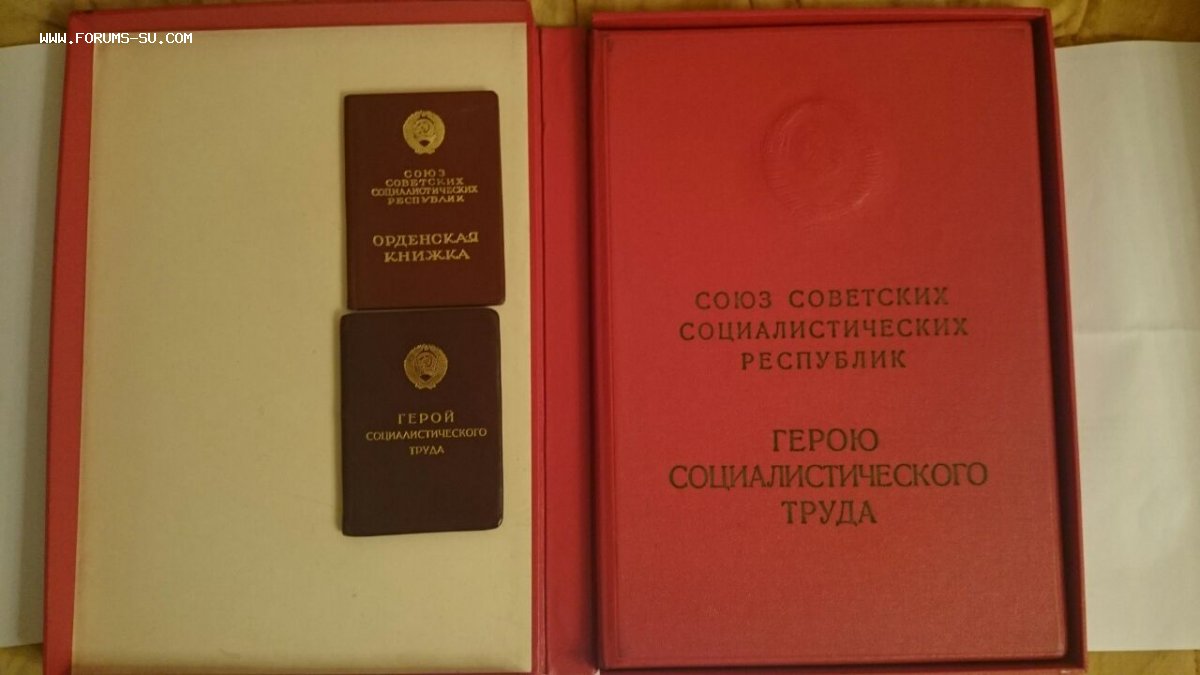 WWW.FORUMS-SU.COM
СОЮЗ
СОВЕТСКИХ
СОЦИАЛИСТИЧЕСКИХ
РЕСПУБЛИК
ОРДЕНСКАЯ
КНИЖКА
ГЕРОЙ
СОЦИАЛИСТИЧЕСКОГО
ТРУДА
СОЮЗ СОВЕТСКИХ
СОЦИАЛИСТИЧЕСКИХ
РЕСПУБЛИК
ГЕРОЮ
СОЦИАЛИСТИЧЕСКОГО
ТРУДА